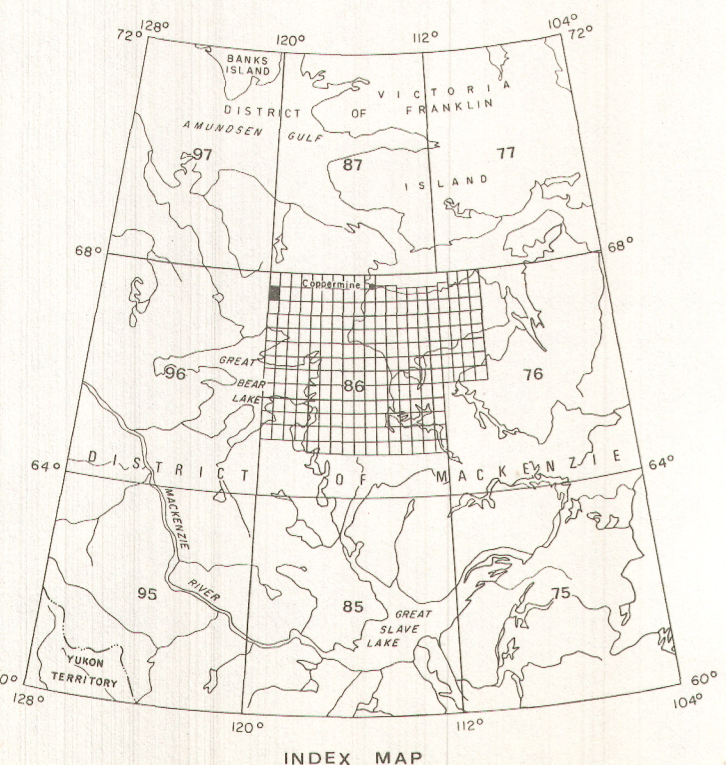 128°
104°
72°
72°
120°
112°
BANKS
ISLAND
VICTORIA
DISTRICT OF FRANKLIN
AMUNDSEN GULF
97
87
77
ISLAND
68°
68°
Coppermine
GREAT
96
86
76
BEAR
LAKE
DISTRICT OF MACKENZIE
64°
64°
MACKENZIE
RIVER
95
85
75
GREAT
SLAVE
LAKE
YUKON
TERRITORY
0°
60°
128°
104°
120°
112°
INDEX MAP